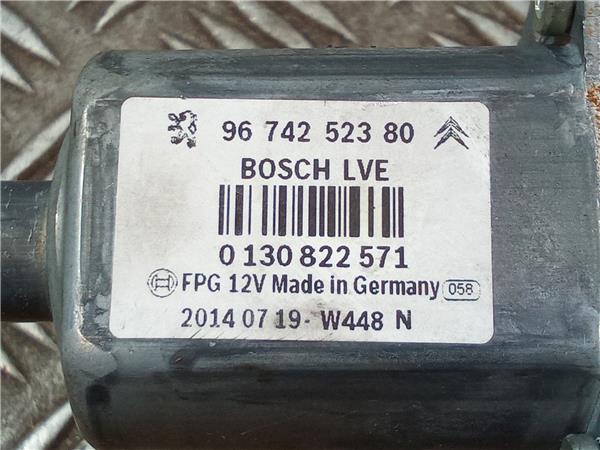 96 742 523 80
BOSCH LVE
0 130 822 571
FPG 12V Made in Germany 058
2014 07 19- W448 N